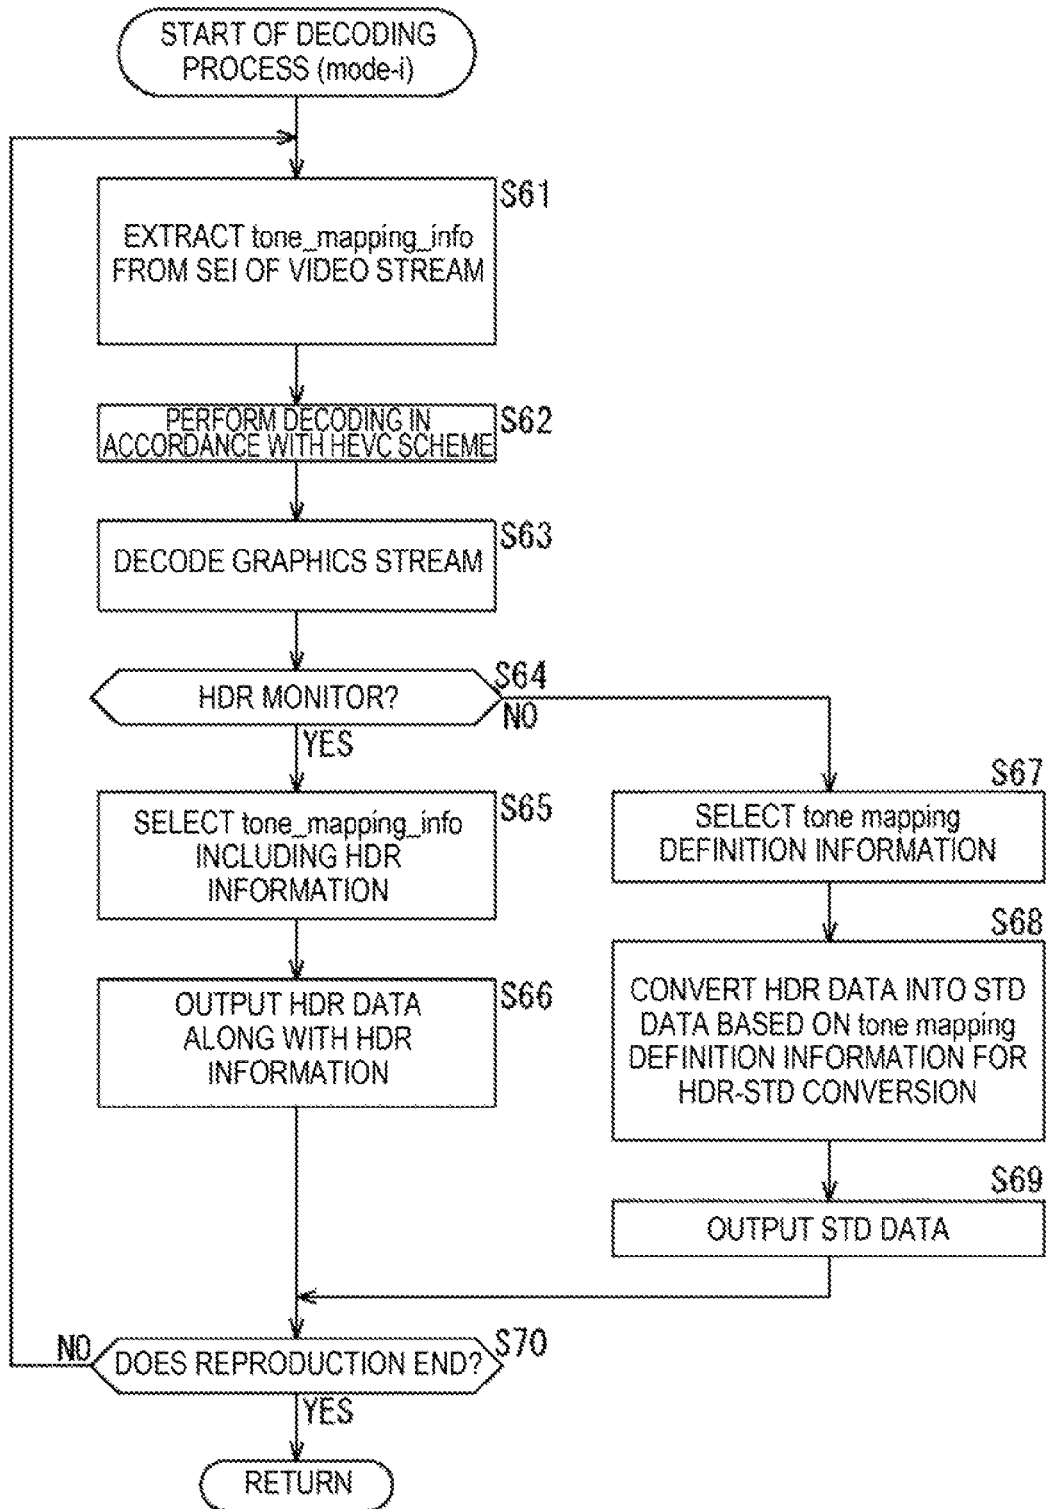 START OF DECODING
PROCESS (mode-i)
S61
EXTRACT tone_mapping_info
FROM SEI OF VIDEO STREAM
S62
PERFORM DECODING IN
ACCORDANCE WITH HEVC SCHEME
S63
DECODE GRAPHICS STREAM
S64
HDR MONITOR?
NO
YES
S65
SELECT tone_mapping_info
INCLUDING HDR
INFORMATION
S66
OUTPUT HDR DATA
ALONG WITH HDR
INFORMATION
S67
SELECT tone mapping
DEFINITION INFORMATION
S68
CONVERT HDR DATA INTO STD
DATA BASED ON tone mapping
DEFINITION INFORMATION FOR
HDR-STD CONVERSION
S69
OUTPUT STD DATA
S70
NO
DOES REPRODUCTION END?
YES
RETURN